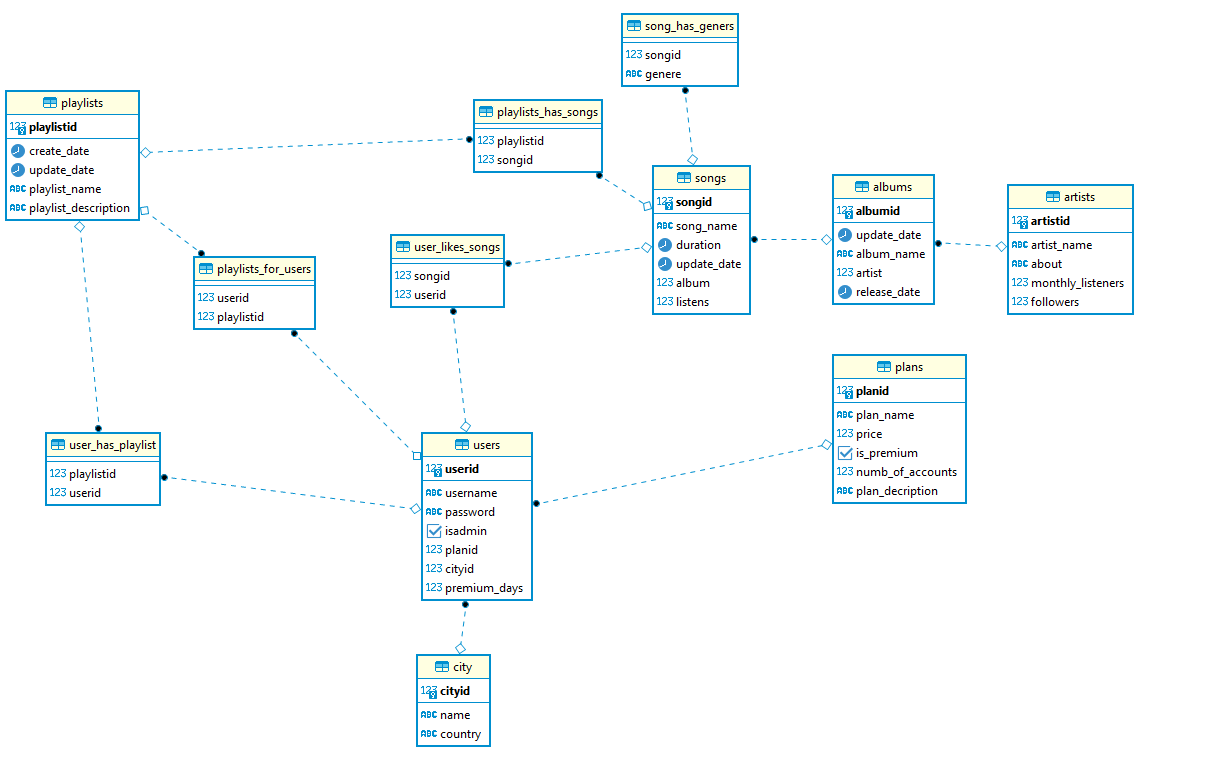 song_has_geners
123 songid
ABC genere
playlists
123 playlistid
create_date
update_date
ABC playlist_name
ABC playlist_description
playlists_has_songs
123 playlistid
123 songid
songs
123 songid
ABC song_name
duration
update_date
123 album
123 listens
albums
123 albumid
update_date
ABC album_name
123 artist
release_date
artists
123 artistid
ABC artist_name
ABC about
123 monthly_listeners
123 followers
user_likes_songs
123 songid
123 userid
playlists_for_users
123 userid
123 playlistid
plans
123 planid
ABC plan_name
123 price
is_premium
123 numb_of_accounts
ABC plan_decription
user_has_playlist
123 playlistid
123 userid
users
123 userid
ABC username
ABC password
isadmin
123 planid
123 cityid
123 premium_days
city
123 cityid
ABC name
ABC country